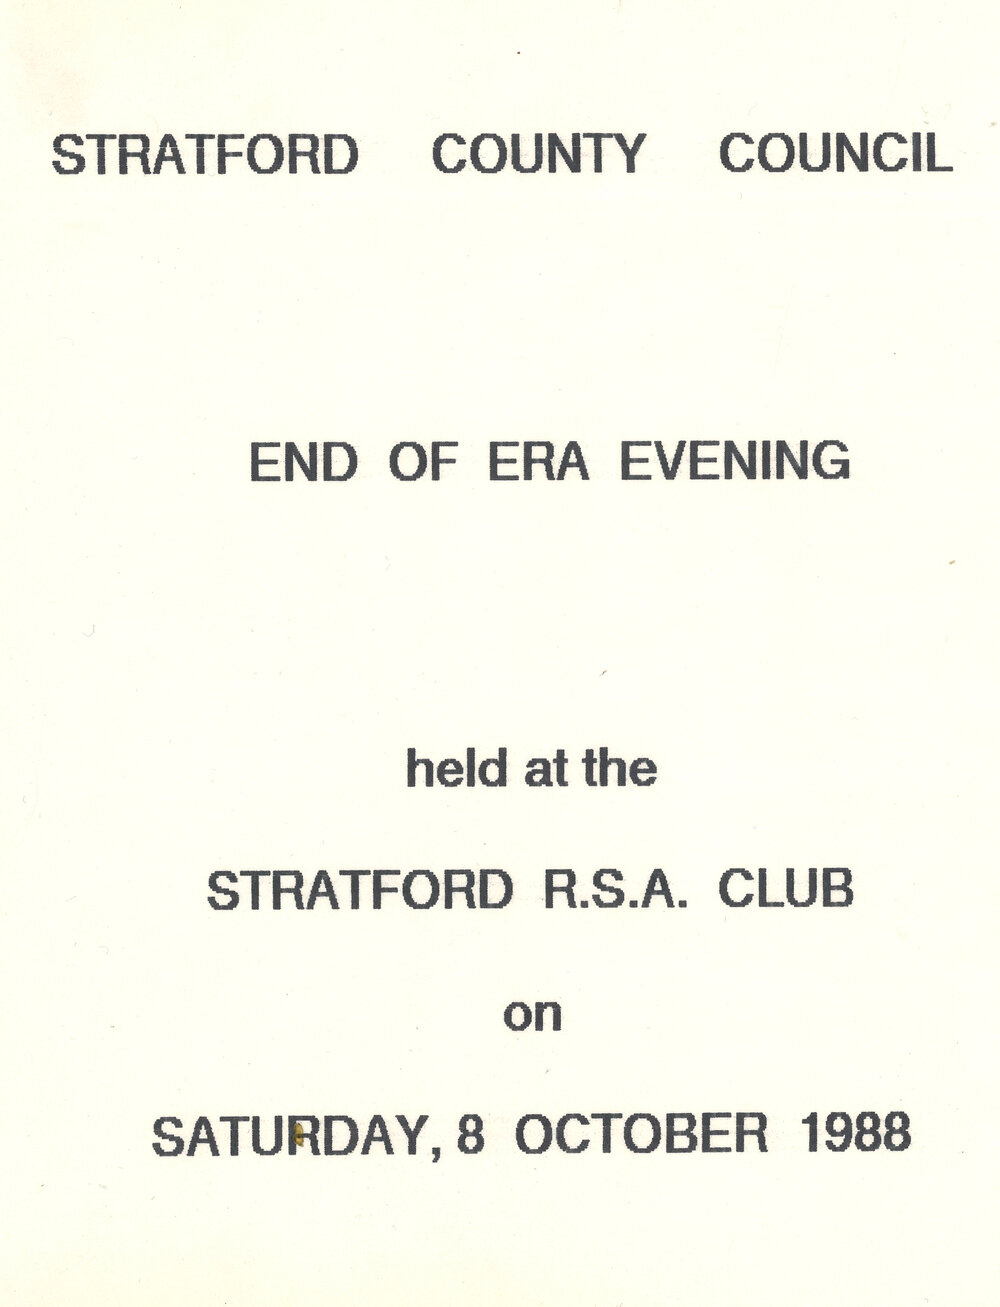 STRATFORD COUNTY COUNCIL
END OF ERA EVENING
held at the
STRATFORD R.S.A. CLUB
on
SATURDAY, 8 OCTOBER 1988